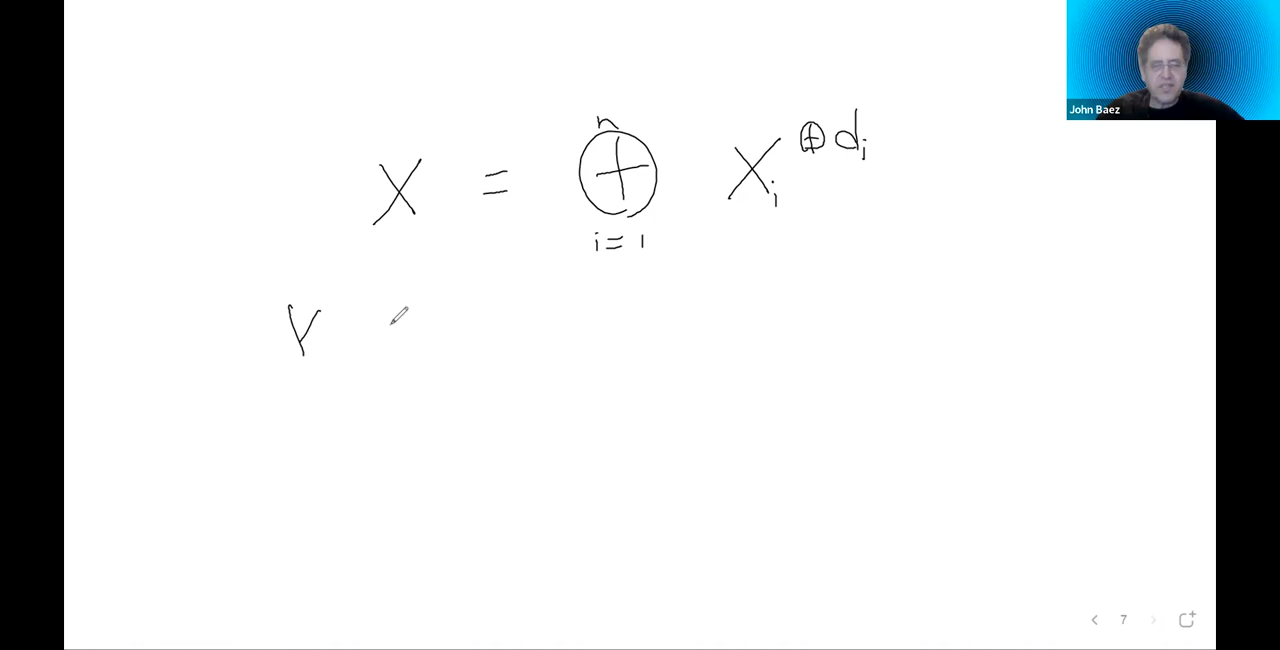 John Baez
n
X = ⊕ X_i^{⊕ d_i}
i = 1
Y
< 7 >